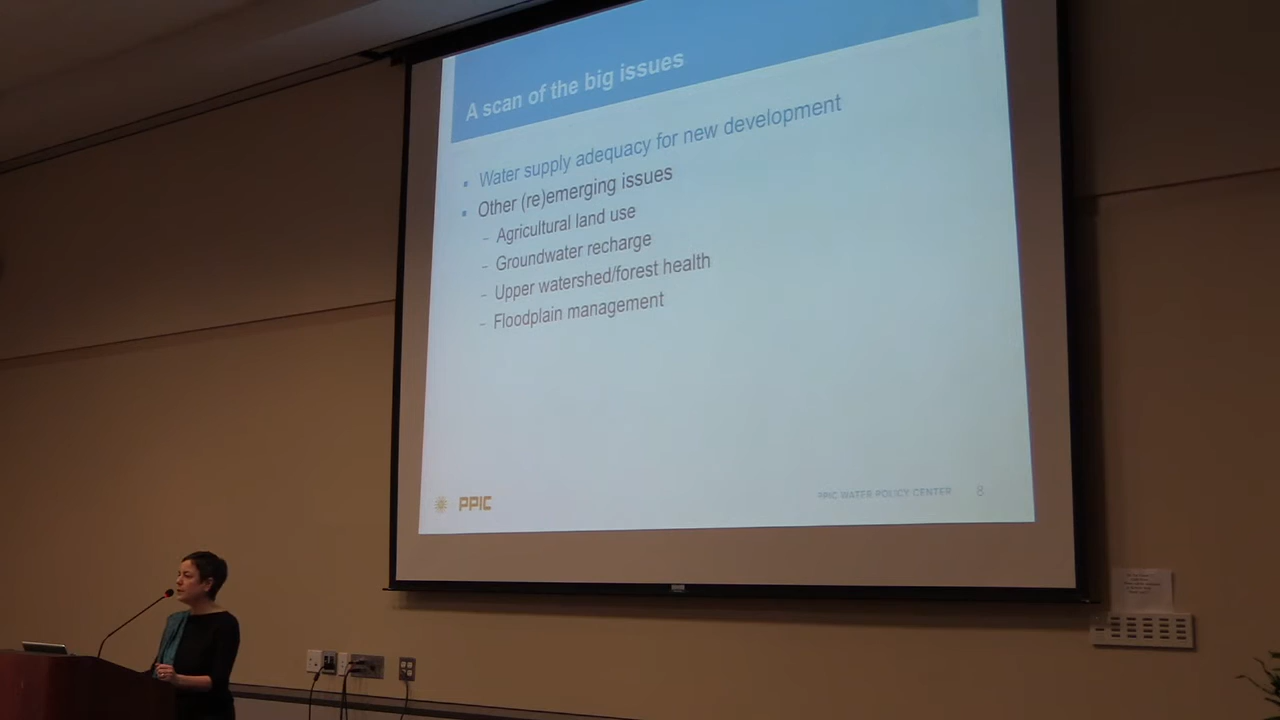 A scan of the big issues
▪ Water supply adequacy for new development
▪ Other (re)emerging issues
– Agricultural land use
– Groundwater recharge
– Upper watershed/forest health
– Floodplain management
PPIC
PPIC WATER POLICY CENTER 8